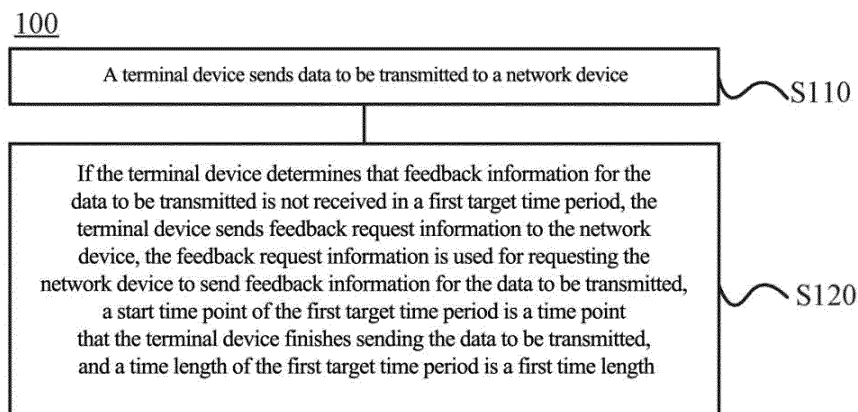 100
A terminal device sends data to be transmitted to a network device
S110
If the terminal device determines that feedback information for the
data to be transmitted is not received in a first target time period, the
terminal device sends feedback request information to the network
device, the feedback request information is used for requesting the
network device to send feedback information for the data to be transmitted,
a start time point of the first target time period is a time point
that the terminal device finishes sending the data to be transmitted,
and a time length of the first target time period is a first time length
S120